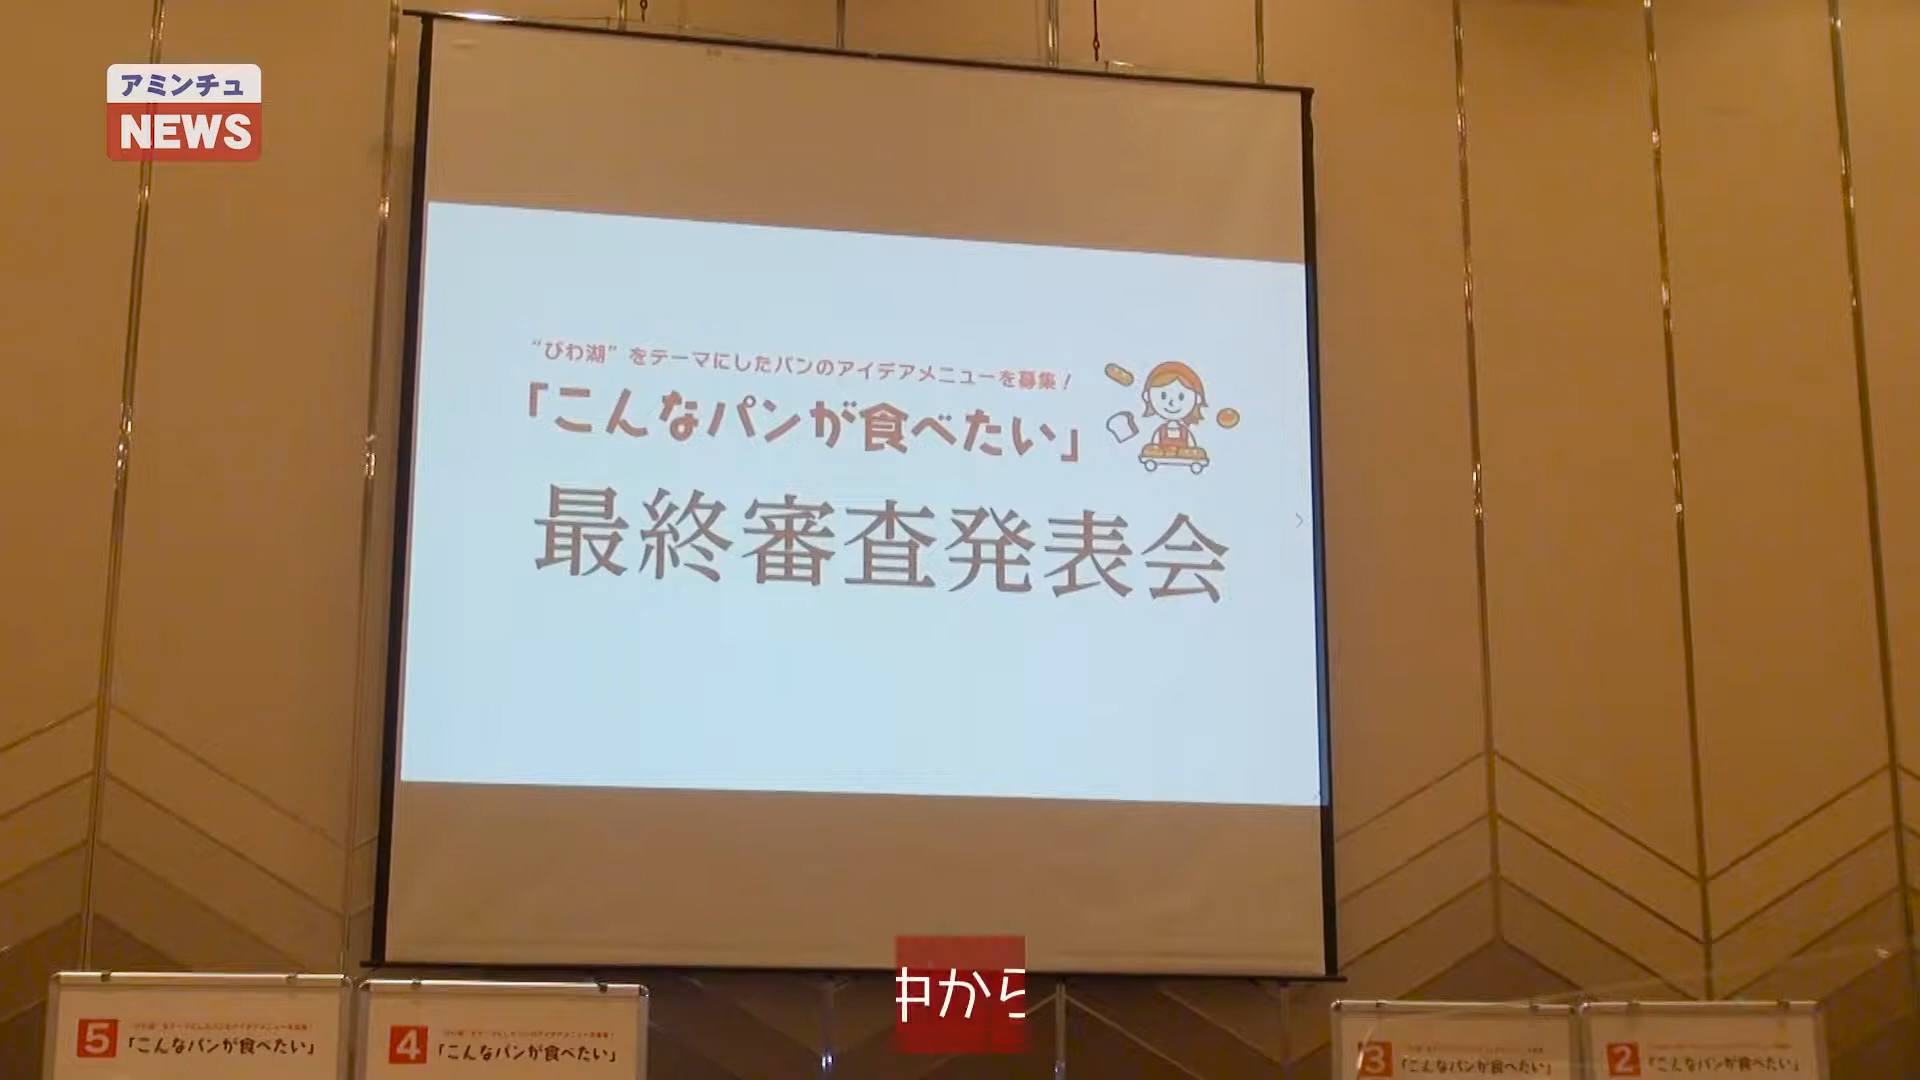 アミンチュ
NEWS
“びわ湖”をテーマにしたパンのアイデアメニューを募集!
「こんなパンが食べたい」
最終審査発表会
中から
5 「こんなパンが食べたい」
4 「こんなパンが食べたい」
3 「こんなパンが食べたい」
2 「こんなパンが食べたい」